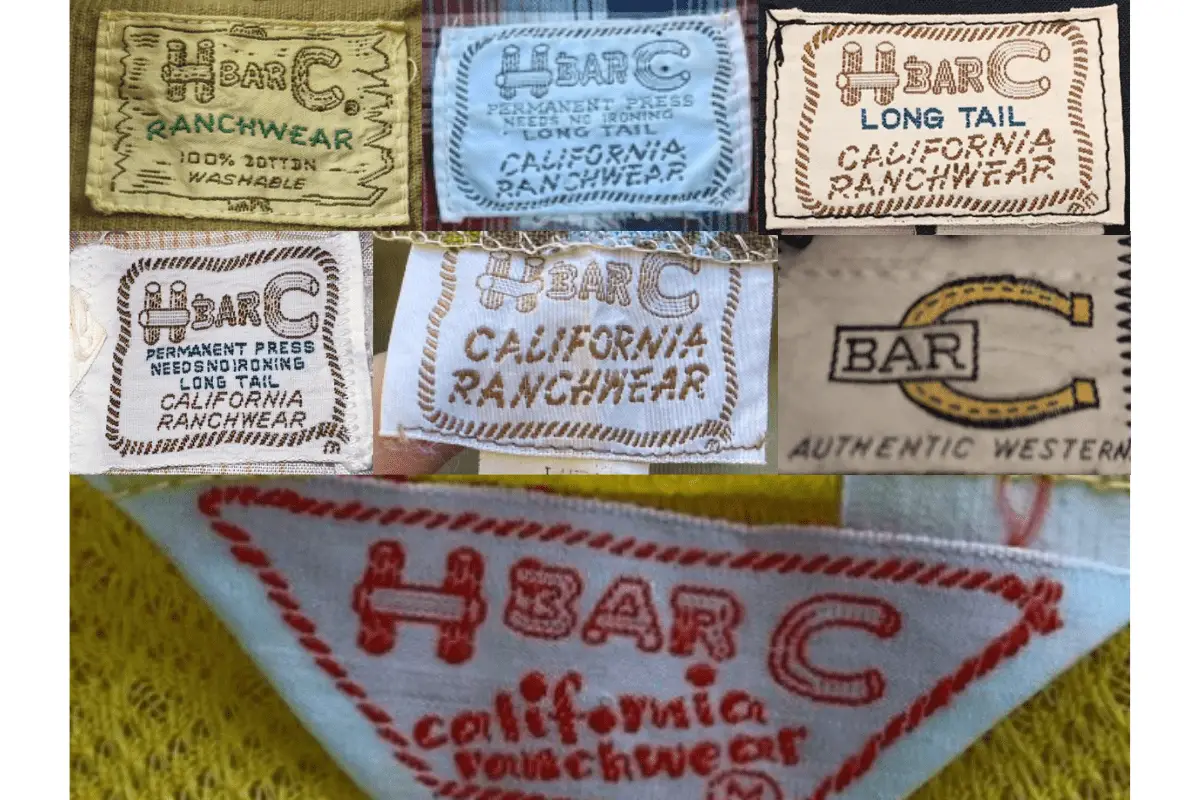 H BAR C
RANCHWEAR
100% COTTON
WASHABLE
H BAR C
PERMANENT PRESS
NEEDS NO IRONING
LONG TAIL
CALIFORNIA
RANCHWEAR
H BAR C
LONG TAIL
CALIFORNIA
RANCHWEAR
H BAR C
PERMANENT PRESS
NEEDS NO IRONING
LONG TAIL
CALIFORNIA
RANCHWEAR
H BAR C
CALIFORNIA
RANCHWEAR
BAR C
AUTHENTIC WESTERN
H BAR C
california
ranchwear